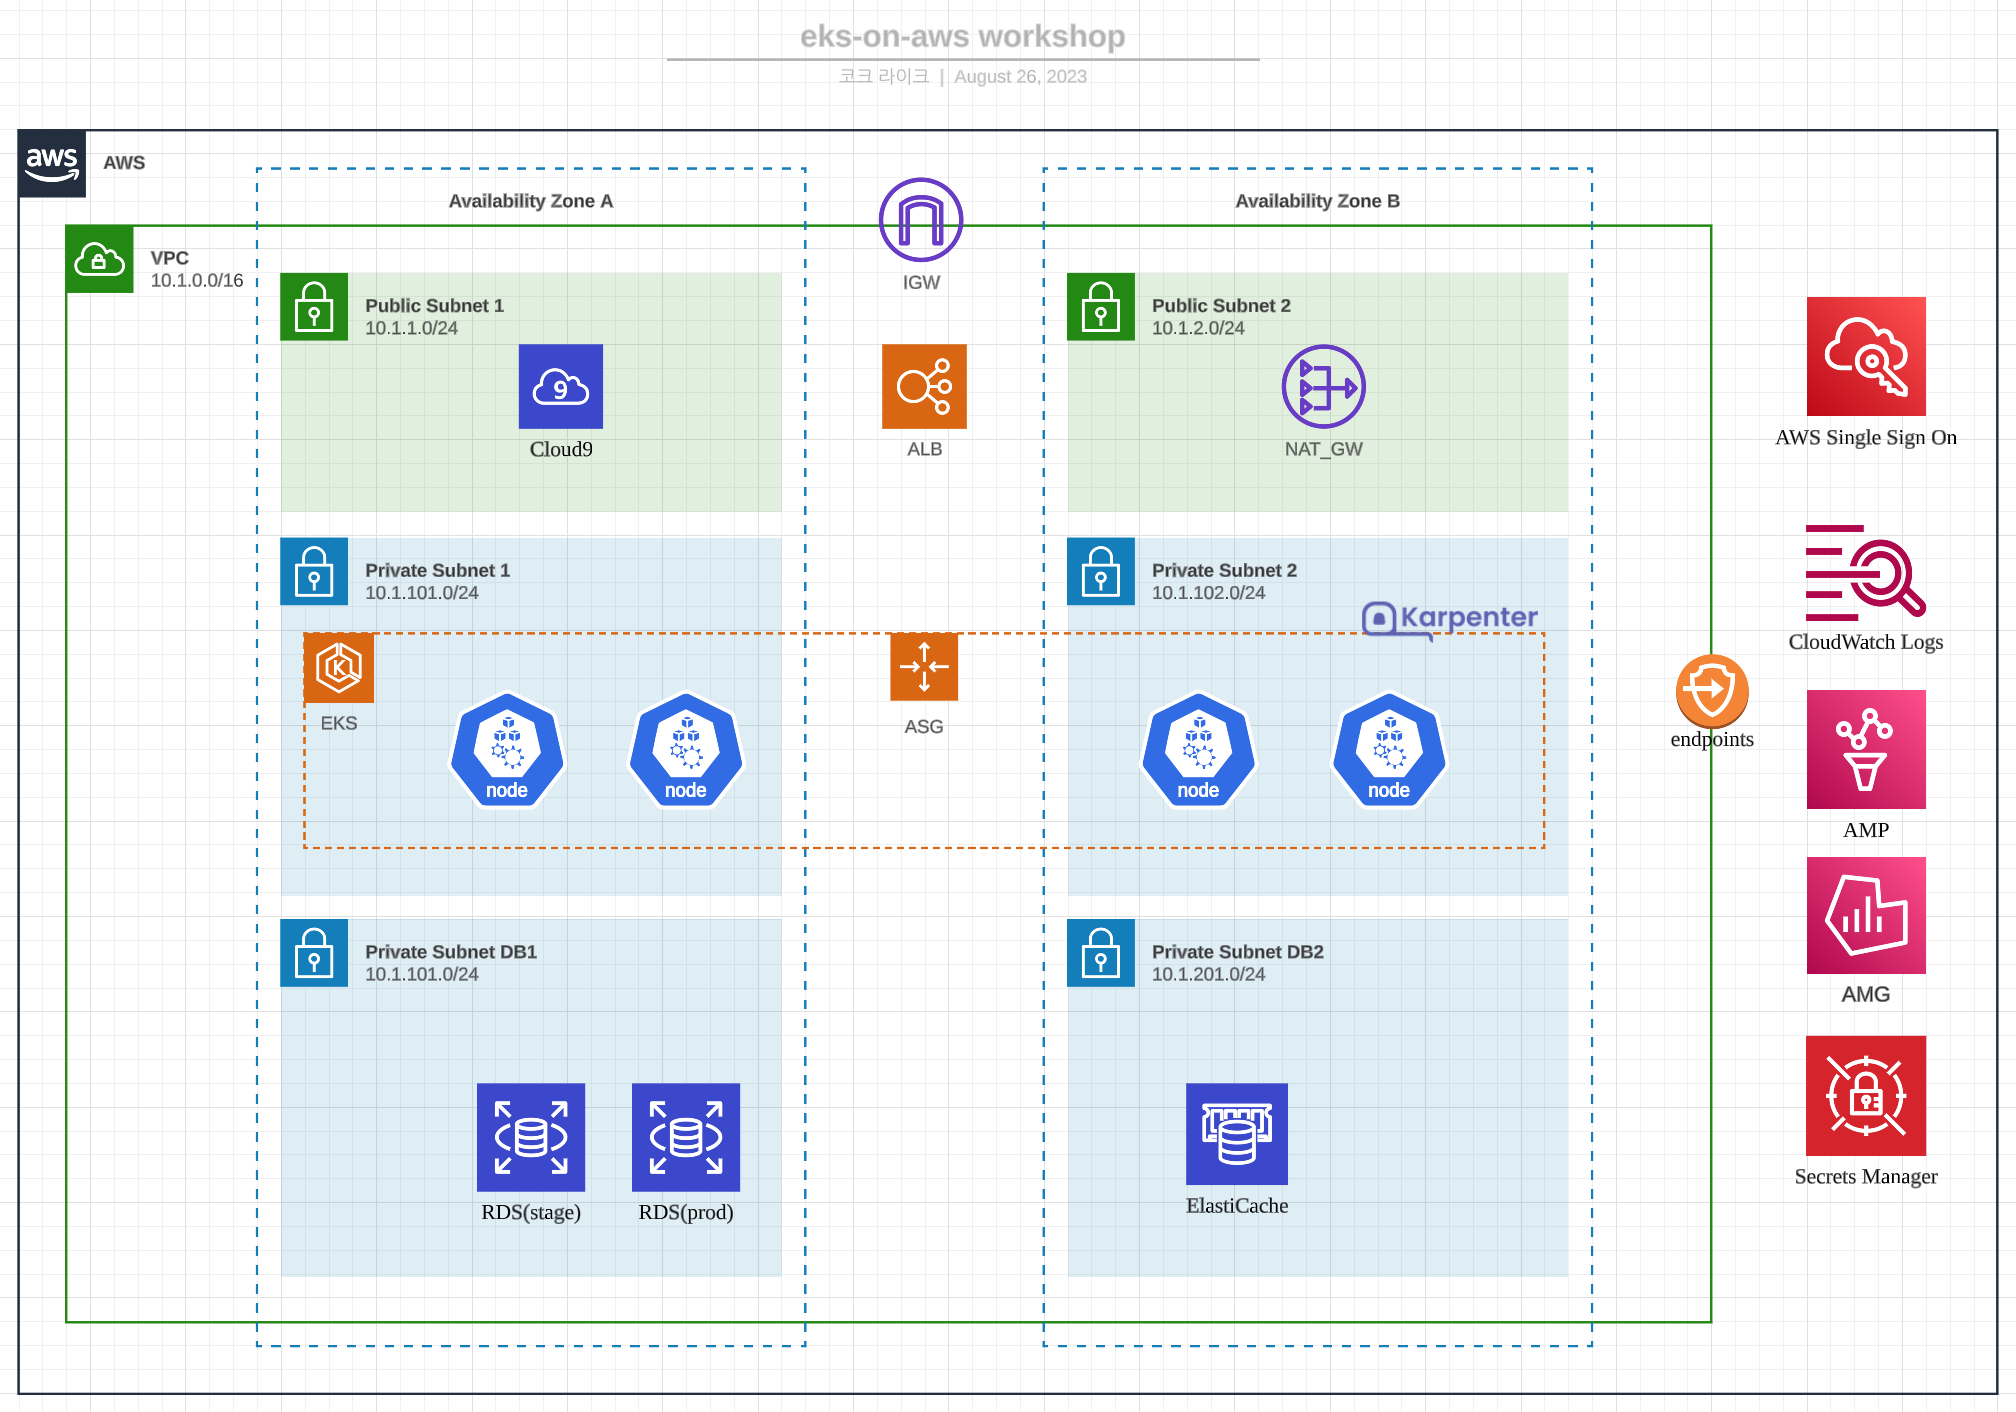 eks-on-aws workshop
코크 라이크 | August 26, 2023
aws
AWS
Availability Zone A
Availability Zone B
VPC
10.1.0.0/16
IGW
Public Subnet 1
10.1.1.0/24
Public Subnet 2
10.1.2.0/24
9
Cloud9
ALB
NAT_GW
AWS Single Sign On
Private Subnet 1
10.1.101.0/24
Private Subnet 2
10.1.102.0/24
Karpenter
CloudWatch Logs
K
EKS
ASG
endpoints
node
node
node
node
AMP
Private Subnet DB1
10.1.101.0/24
Private Subnet DB2
10.1.201.0/24
AMG
Secrets Manager
RDS(stage)
RDS(prod)
ElastiCache